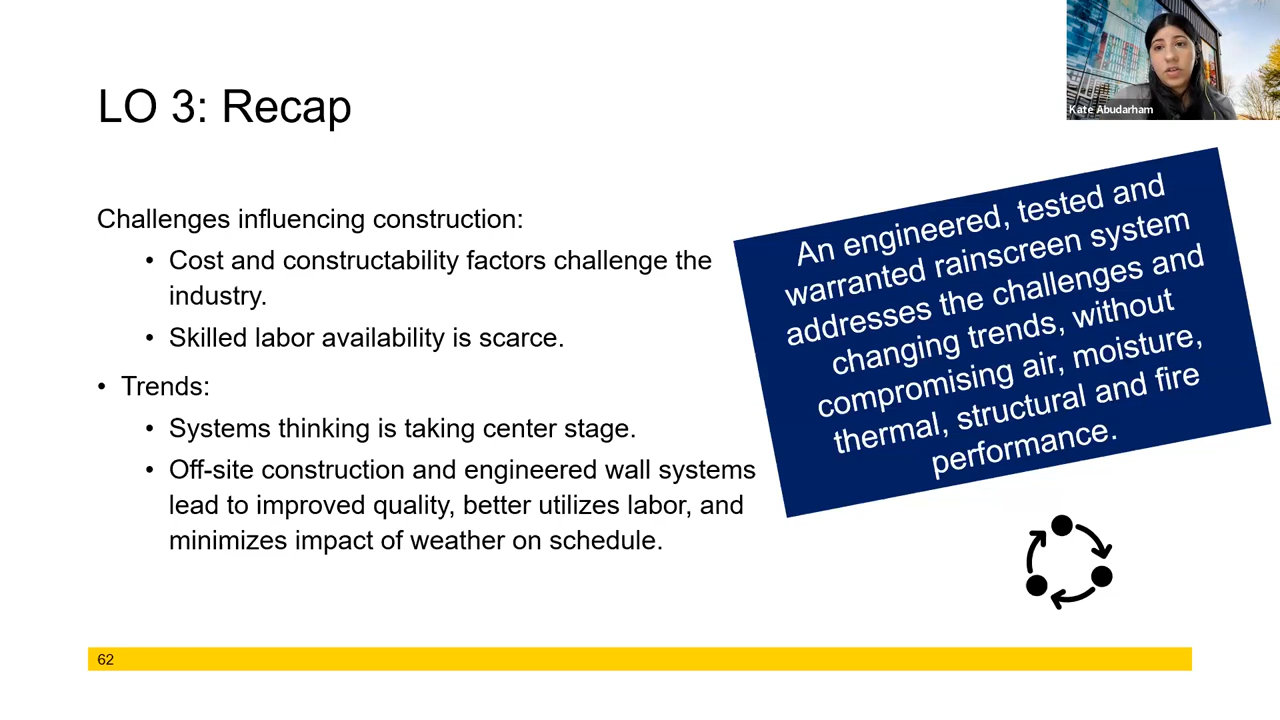 Kate Abudarham
LO 3: Recap
Challenges influencing construction:
• Cost and constructability factors challenge the
industry.
• Skilled labor availability is scarce.
• Trends:
• Systems thinking is taking center stage.
• Off-site construction and engineered wall systems
lead to improved quality, better utilizes labor, and
minimizes impact of weather on schedule.
An engineered, tested and
warranted rainscreen system
addresses the challenges and
changing trends, without
compromising air, moisture,
thermal, structural and fire
performance.
62